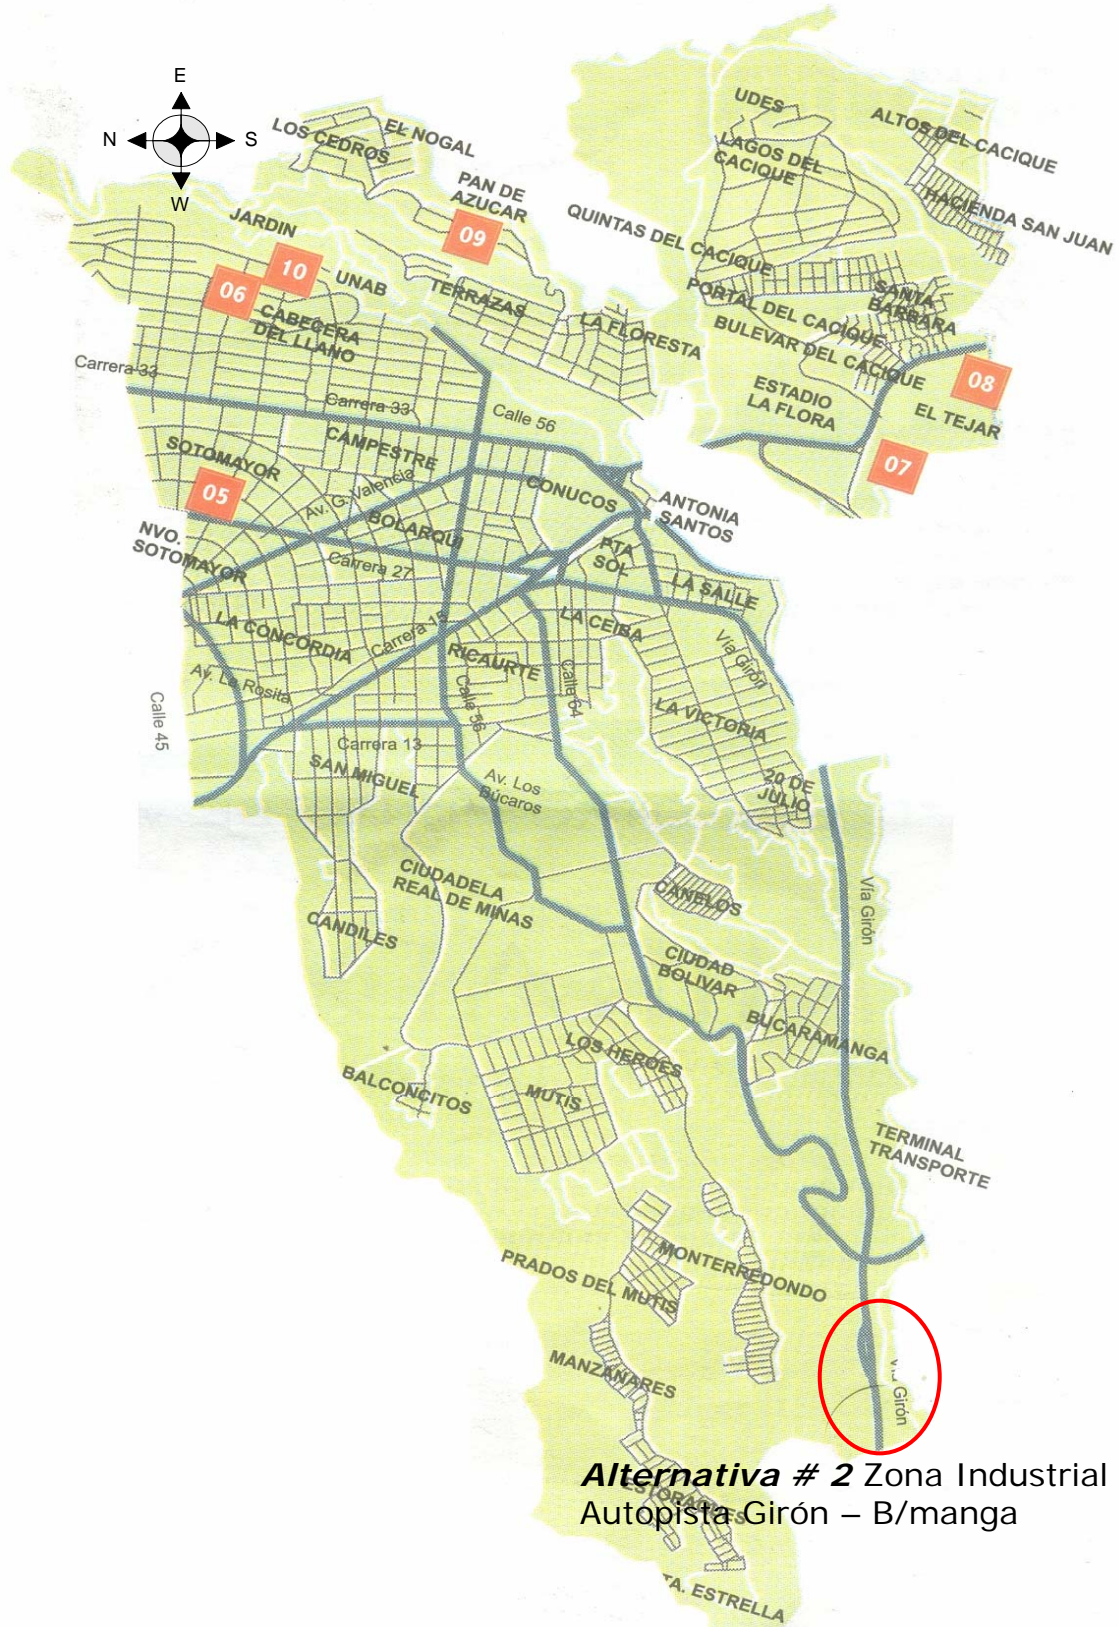 E
N
S
W
LOS CEDROS
EL NOGAL
PAN DE
AZUCAR
09
JARDIN
10
06
UNAB
CABECERA
DEL LLANO
TERRAZAS
LA FLORESTA
UDES
ALTOS DEL CACIQUE
LAGOS DEL
CACIQUE
HACIENDA SAN JUAN
QUINTAS DEL CACIQUE
PORTAL DEL CACIQUE
SANTA
BARBARA
BULEVAR DEL CACIQUE
ESTADIO
LA FLORA
08
EL TEJAR
07
Carrera 33
Carrera 33
Calle 56
CAMPESTRE
SOTOMAYOR
05
Av. G. Valencia
CONUCOS
ANTONIA
SANTOS
BOLARQUI
NVO.
SOTOMAYOR
Carrera 27
PTA
SOL
LA SALLE
LA CEIBA
LA CONCORDIA
Carrera 15
RICAURTE
Vía Girón
Av. La Rosita
Calle 56
Calle 64
Calle 45
LA VICTORIA
Carrera 13
SAN MIGUEL
Av. Los
Búcaros
20 DE
JULIO
CIUDADELA
REAL DE MINAS
CANELOS
Vía Girón
CANDILES
CIUDAD
BOLIVAR
BUCARAMANGA
LOS HEROES
BALCONCITOS
MUTIS
TERMINAL
TRANSPORTE
MONTERREDONDO
PRADOS DEL MUTIS
MANZANARES
Vía Girón
Alternativa # 2 Zona Industrial
ESTORAQUES
Autopista Girón – B/manga
TA. ESTRELLA